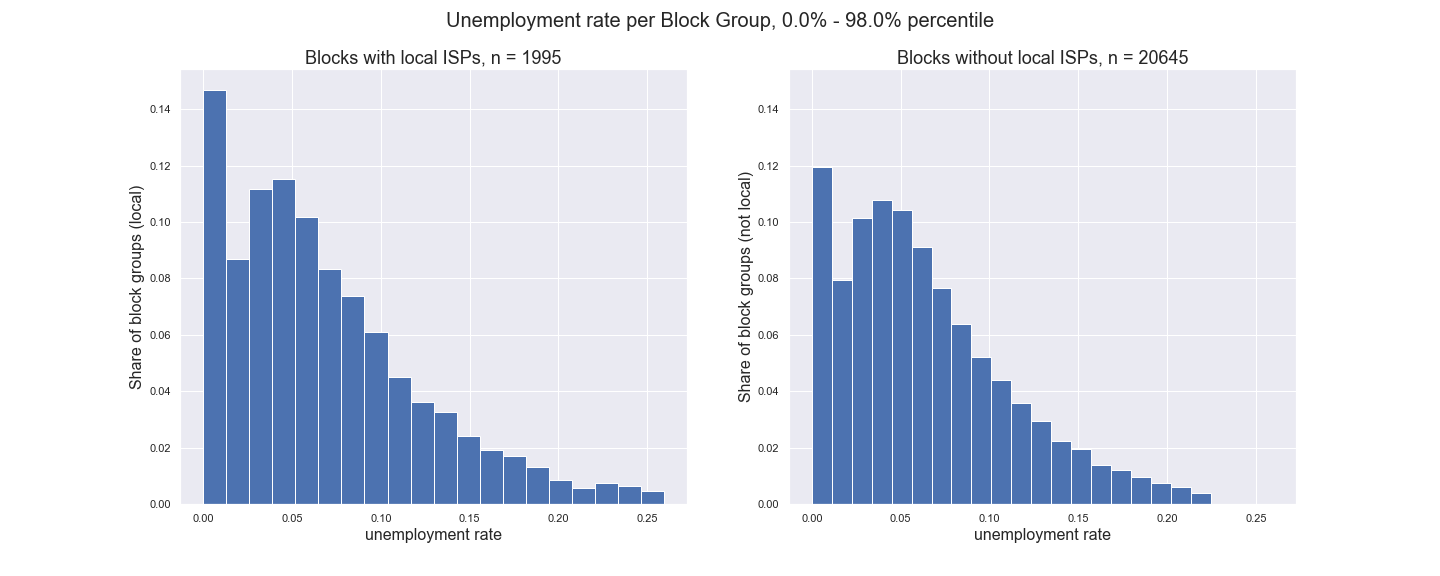 Unemployment rate per Block Group, 0.0% - 98.0% percentile
Blocks with local ISPs, n = 1995
Share of block groups (local)
0.14
0.12
0.10
0.08
0.06
0.04
0.02
0.00
0.00 0.05 0.10 0.15 0.20 0.25
unemployment rate
Blocks without local ISPs, n = 20645
Share of block groups (not local)
0.14
0.12
0.10
0.08
0.06
0.04
0.02
0.00
0.00 0.05 0.10 0.15 0.20 0.25
unemployment rate